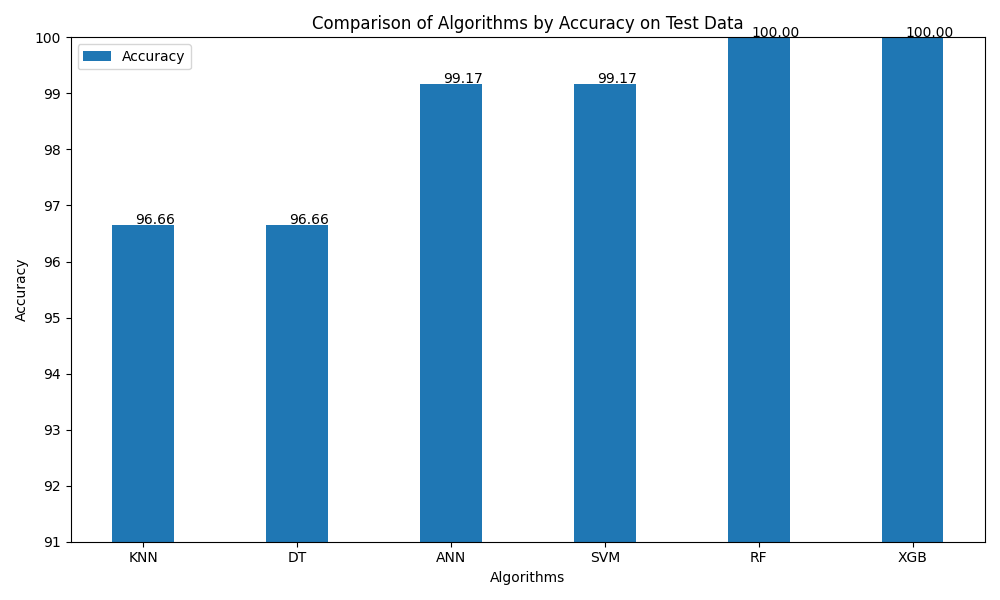 Comparison of Algorithms by Accuracy on Test Data
Accuracy
100
99
98
97
96
95
94
93
92
91
Accuracy
96.66
96.66
99.17
99.17
100.00
100.00
KNN
DT
ANN
SVM
RF
XGB
Algorithms